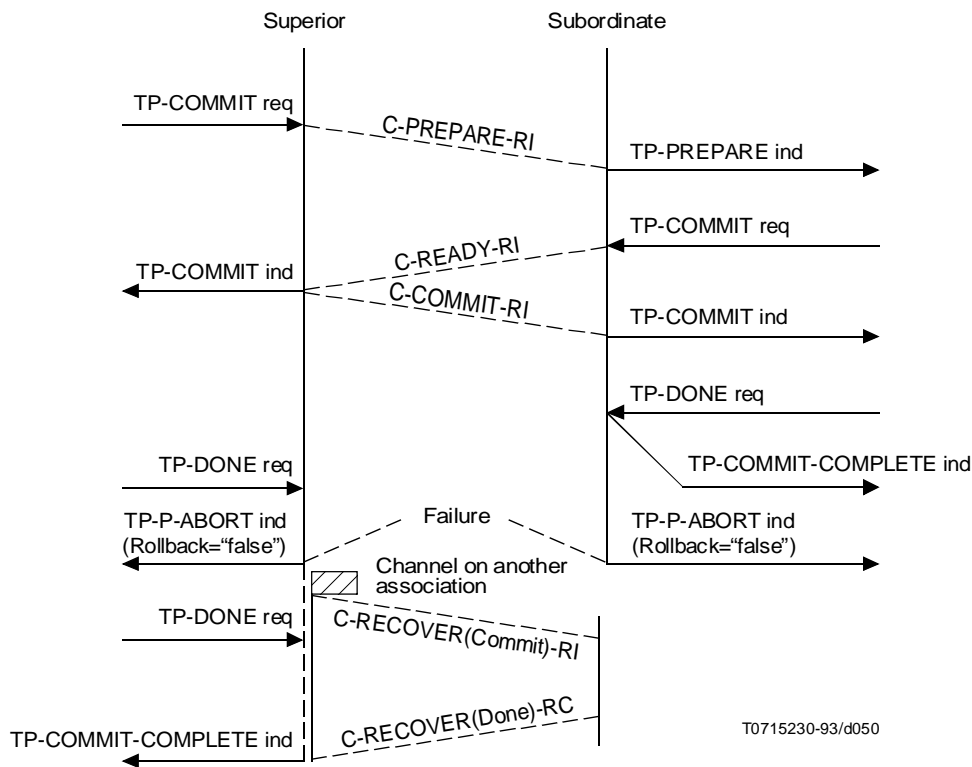 Superior
Subordinate
TP-COMMIT req
C-PREPARE-RI
TP-PREPARE ind
TP-COMMIT req
C-READY-RI
TP-COMMIT ind
C-COMMIT-RI
TP-COMMIT ind
TP-DONE req
TP-DONE req
TP-COMMIT-COMPLETE ind
TP-P-ABORT ind
(Rollback=“false”)
Failure
TP-P-ABORT ind
(Rollback=“false”)
Channel on another
association
TP-DONE req
C-RECOVER(Commit)-RI
C-RECOVER(Done)-RC
TP-COMMIT-COMPLETE ind
T0715230-93/d050